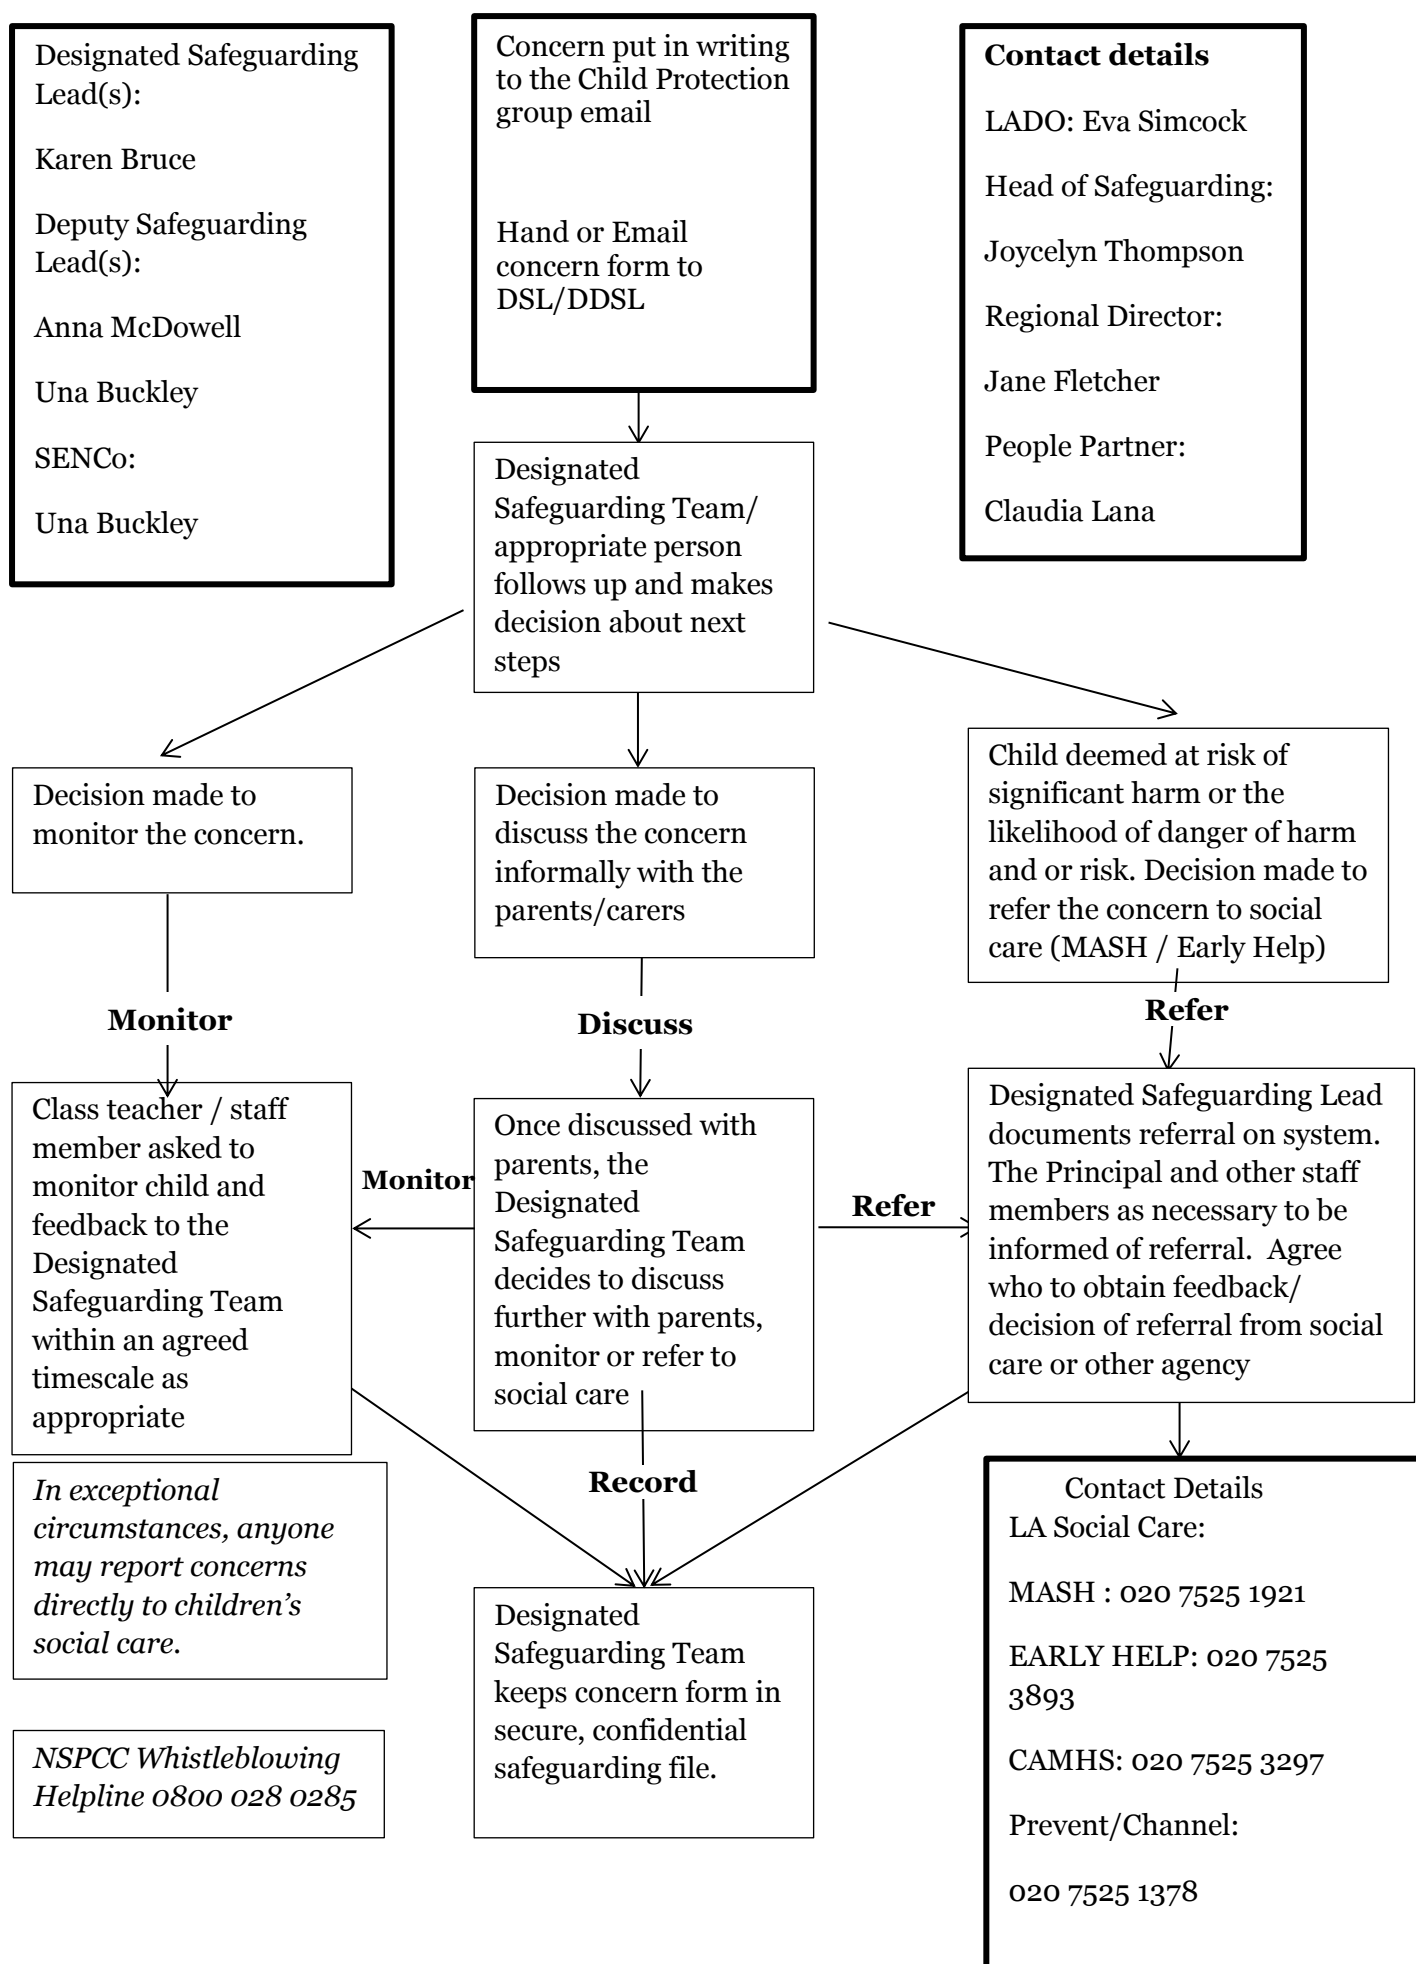 Designated Safeguarding
Lead(s):
Karen Bruce
Deputy Safeguarding
Lead(s):
Anna McDowell
Una Buckley
SENCo:
Una Buckley
Concern put in writing
to the Child Protection
group email
Hand or Email
concern form to
DSL/DDSL
Contact details
LADO: Eva Simcock
Head of Safeguarding:
Joycelyn Thompson
Regional Director:
Jane Fletcher
People Partner:
Claudia Lana
Designated
Safeguarding Team/
appropriate person
follows up and makes
decision about next
steps
Decision made to
monitor the concern.
Decision made to
discuss the concern
informally with the
parents/carers
Child deemed at risk of
significant harm or the
likelihood of danger of harm
and or risk. Decision made to
refer the concern to social
care (MASH / Early Help)
Monitor
Discuss
Refer
Class teacher / staff
member asked to
monitor child and
feedback to the
Designated
Safeguarding Team
within an agreed
timescale as
appropriate
Monitor
Once discussed with
parents, the
Designated
Safeguarding Team
decides to discuss
further with parents,
monitor or refer to
social care
Refer
Designated Safeguarding Lead
documents referral on system.
The Principal and other staff
members as necessary to be
informed of referral.  Agree
who to obtain feedback/
decision of referral from social
care or other agency
In exceptional
circumstances, anyone
may report concerns
directly to children’s
social care.
Record
NSPCC Whistleblowing
Helpline 0800 028 0285
Designated
Safeguarding Team
keeps concern form in
secure, confidential
safeguarding file.
Contact Details
LA Social Care:
MASH : 020 7525 1921
EARLY HELP: 020 7525
3893
CAMHS: 020 7525 3297
Prevent/Channel:
020 7525 1378